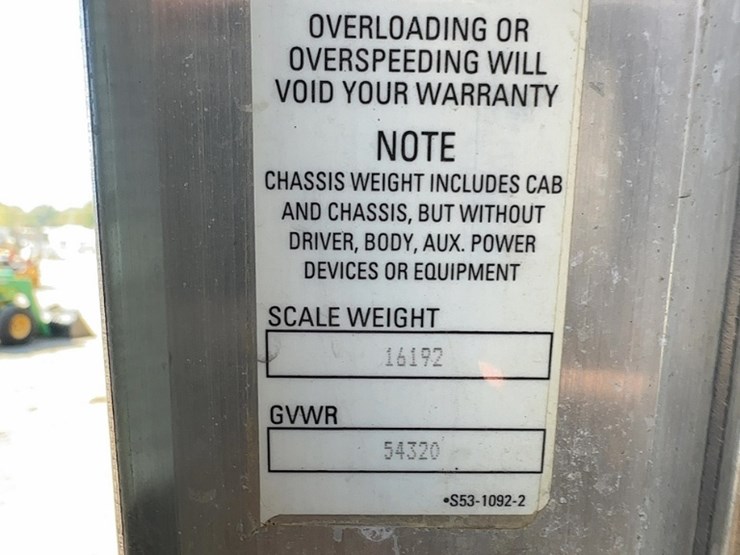 OVERLOADING OR
OVERSPEEDING WILL
VOID YOUR WARRANTY
NOTE
CHASSIS WEIGHT INCLUDES CAB
AND CHASSIS, BUT WITHOUT
DRIVER, BODY, AUX. POWER
DEVICES OR EQUIPMENT
SCALE WEIGHT
16192
GVWR
54320
•S53-1092-2